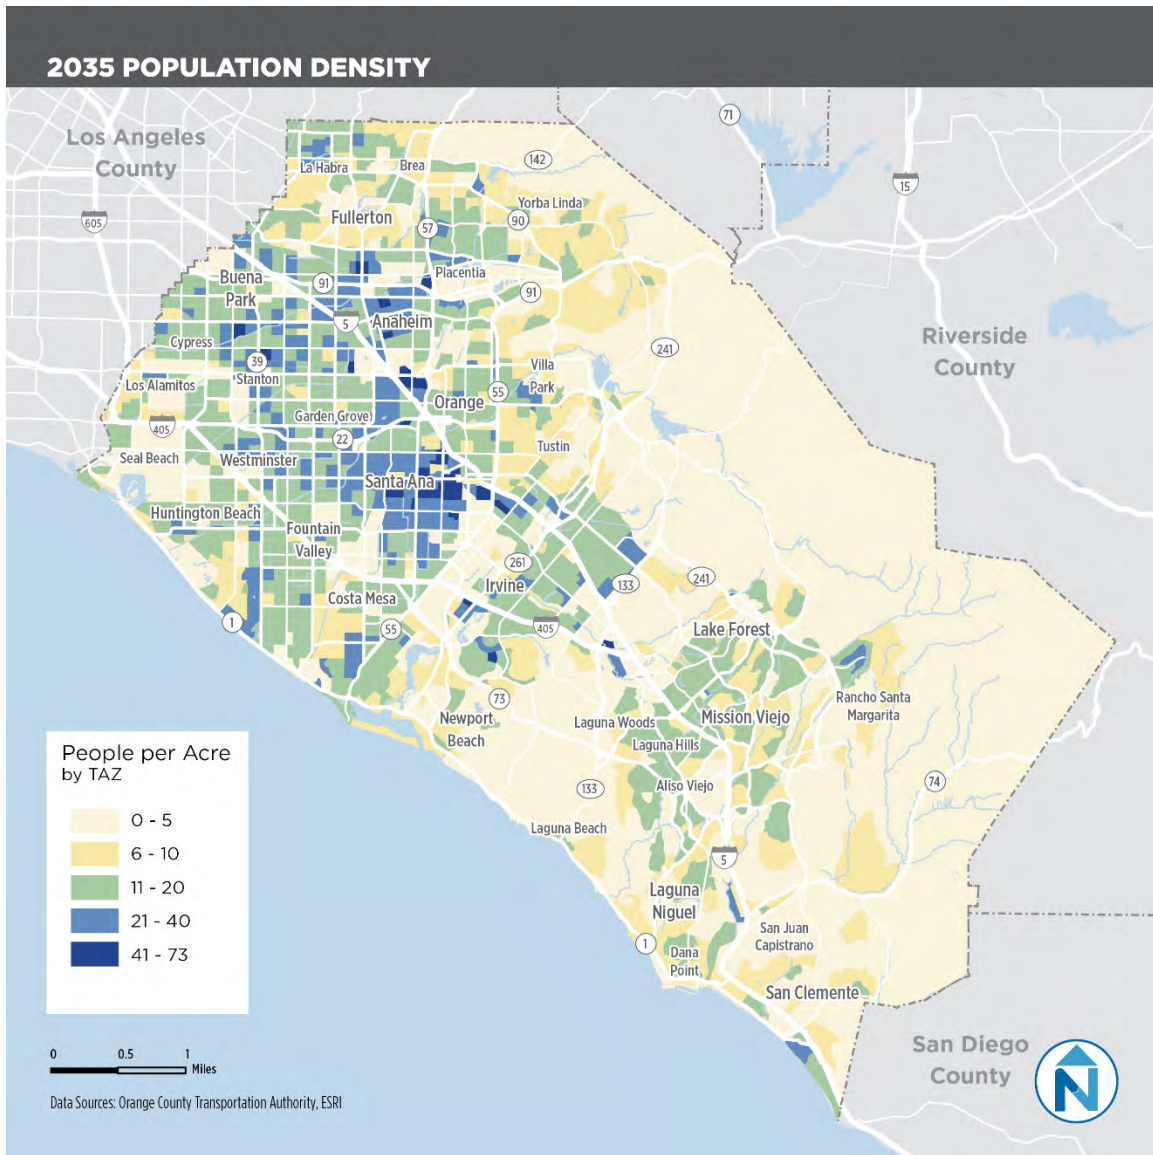 2035 POPULATION DENSITY
Los Angeles
County
71
142
15
La Habra
Brea
605
Yorba Linda
Fullerton
90
57
Placentia
Buena
Park
91
91
5
Anaheim
Riverside
County
Cypress
241
39
Villa
Park
Stanton
Los Alamitos
55
Orange
Garden Grove
405
22
Tustin
Seal Beach
Westminster
Santa Ana
Huntington Beach
Fountain
Valley
261
Irvine
133
241
Costa Mesa
1
55
405
Lake Forest
73
Rancho Santa
Margarita
Newport
Beach
Laguna Woods
Mission Viejo
Laguna Hills
People per Acre
by TAZ
74
133
Aliso Viejo
0 - 5
Laguna Beach
6 - 10
5
11 - 20
Laguna
Niguel
21 - 40
San Juan
Capistrano
1
41 - 73
Dana
Point
San Clemente
San Diego
County
N
0 0.5 1
Miles
Data Sources: Orange County Transportation Authority, ESRI